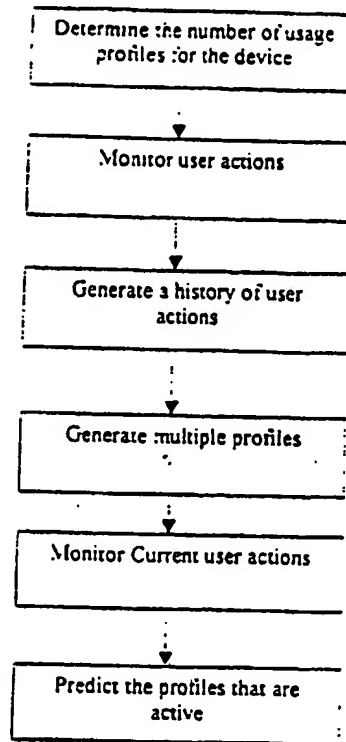 Determine the number of usage
profiles for the device
Monitor user actions
Generate a history of user
actions
Generate multiple profiles
Monitor Current user actions
Predict the profiles that are
active